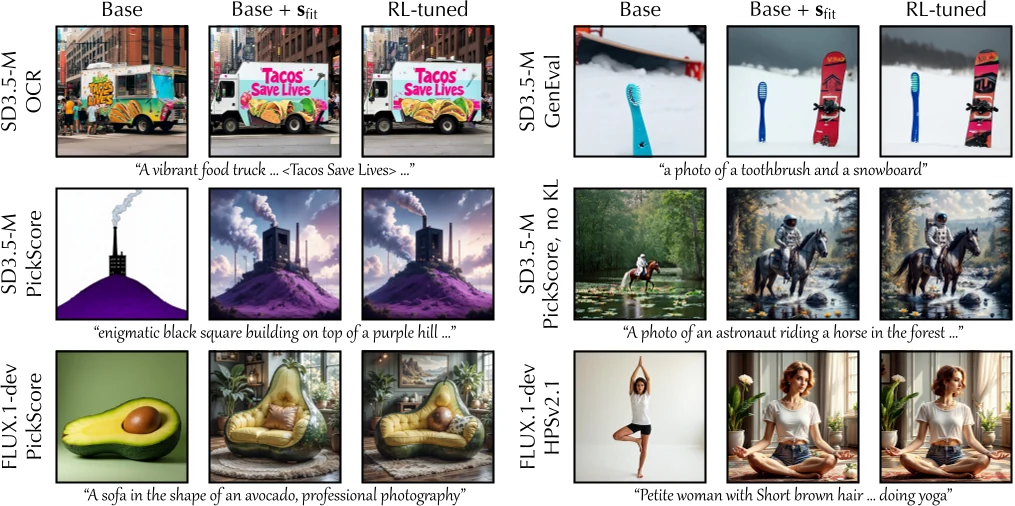 Base Base + s_fit RL-tuned Base Base + s_fit RL-tuned
SD3.5-M
OCR
Tacos Save Lives
Tacos
Save Lives
Tacos
Save Lives
“A vibrant food truck ... <Tacos Save Lives> ...”
SD3.5-M
GenEval
“a photo of a toothbrush and a snowboard”
SD3.5-M
PickScore
“enigmatic black square building on top of a purple hill ...”
SD3.5-M
PickScore, no KL
“A photo of an astronaut riding a horse in the forest ...”
FLUX.1-dev
PickScore
“A sofa in the shape of an avocado, professional photography”
FLUX.1-dev
HPSv2.1
“Petite woman with Short brown hair ... doing yoga”